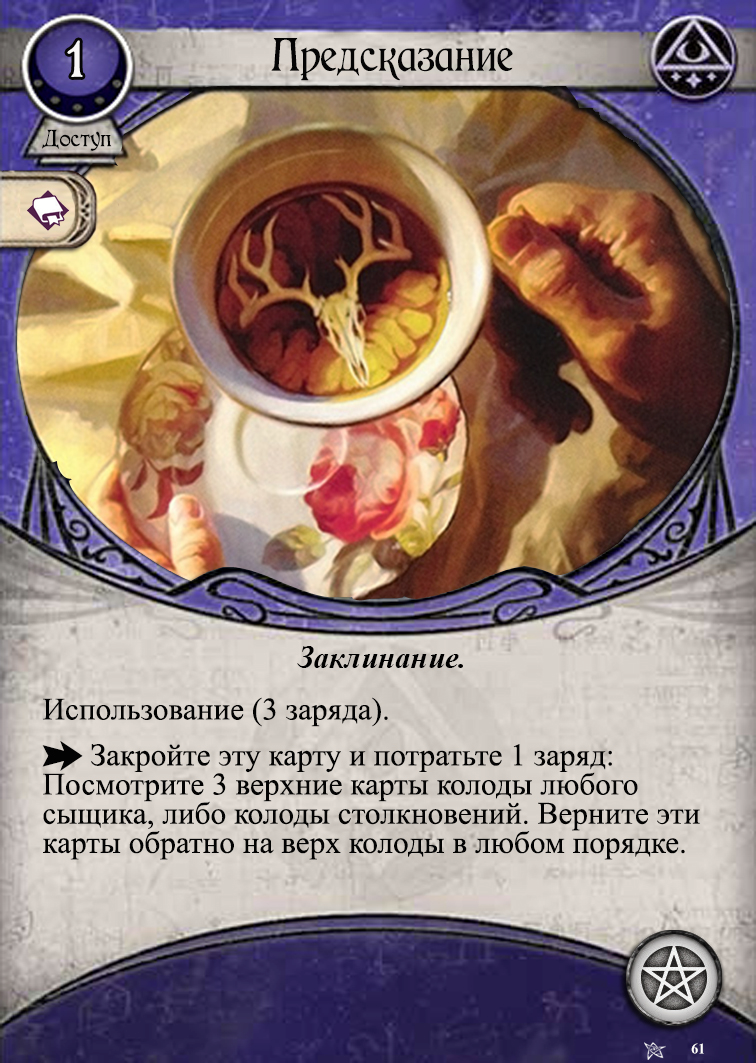 1
Предсказание
Доступ
Заклинание.
Использование (3 заряда).
Закройте эту карту и потратьте 1 заряд:
Посмотрите 3 верхние карты колоды любого
сыщика, либо колоды столкновений. Верните эти
карты обратно на верх колоды в любом порядке.
61